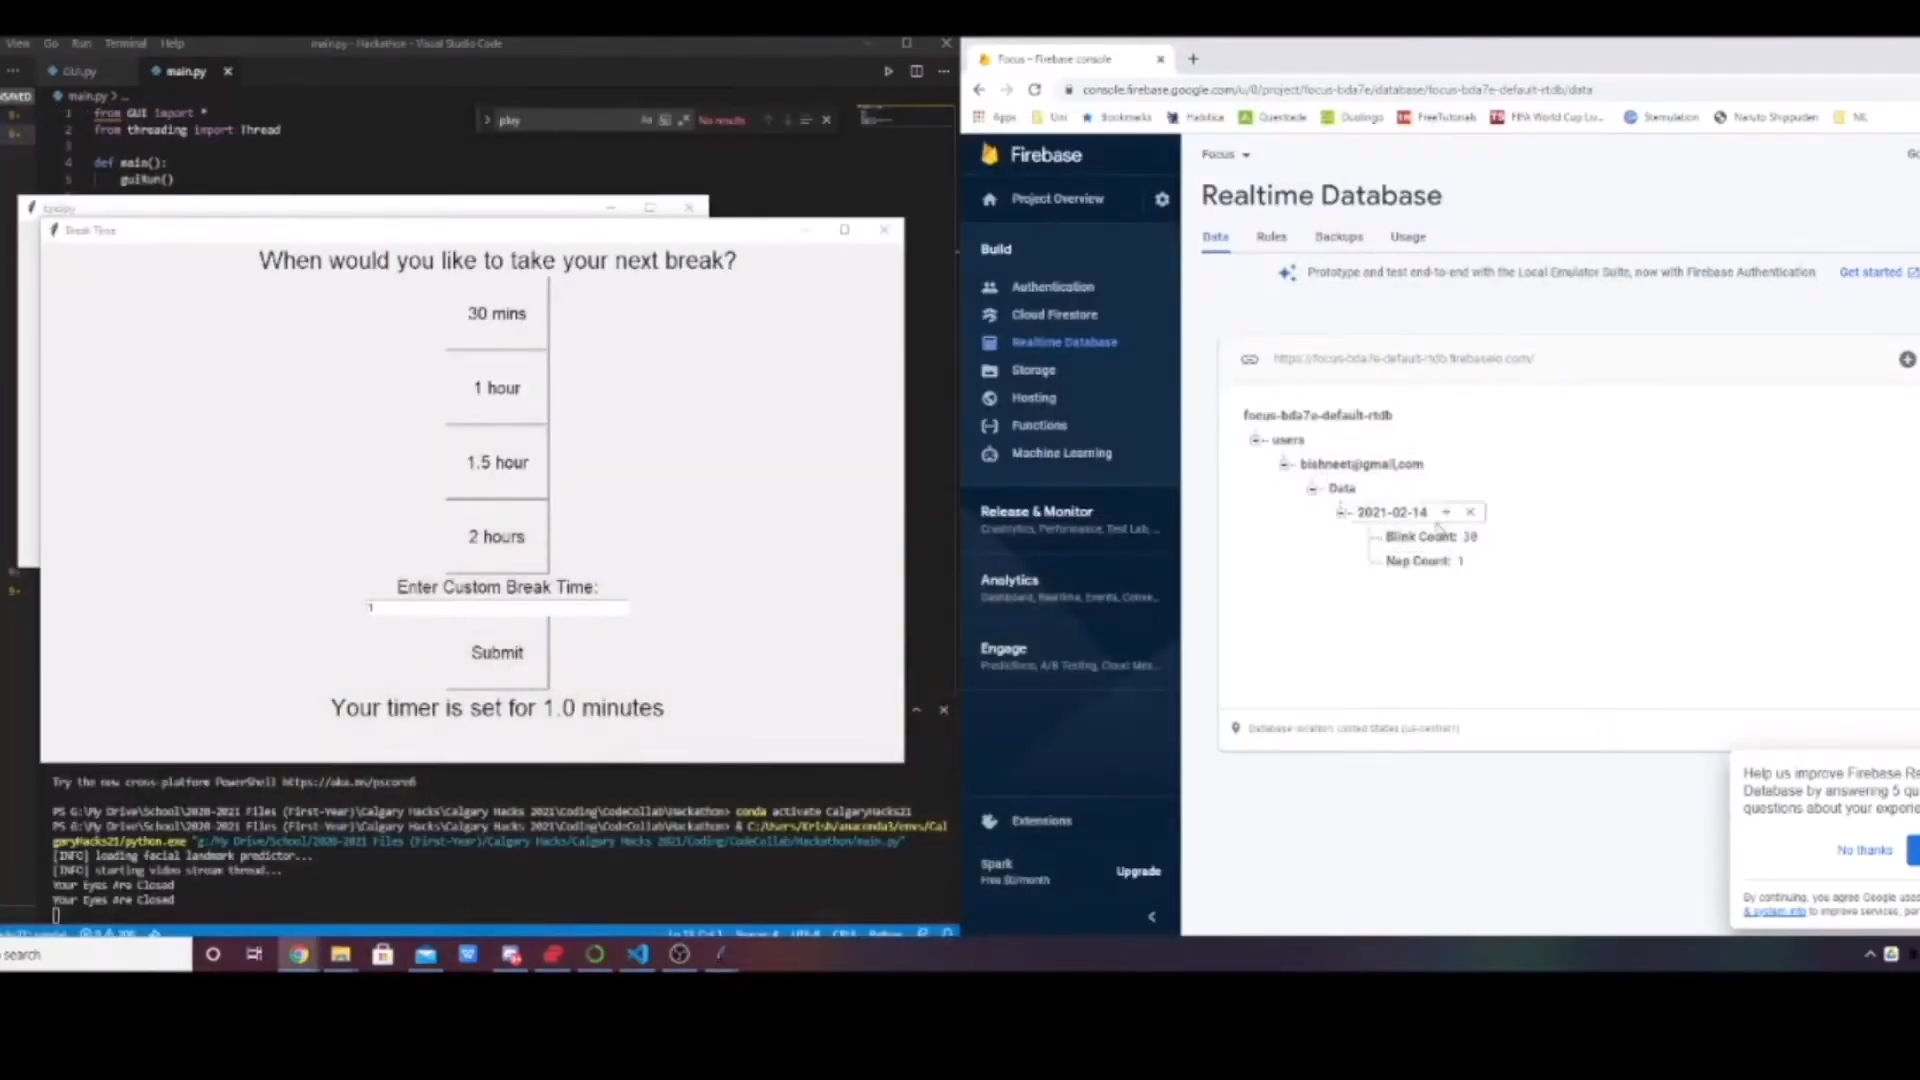 View Go Run Terminal Help
main.py - Hackathon - Visual Studio Code
GUI.py
main.py
main.py > ...
1 from GUI import *
2 from threading import Thread
3
4 def main():
5 guiRun()
play
No results
Break Time
When would you like to take your next break?
30 mins
1 hour
1.5 hour
2 hours
Enter Custom Break Time:
1
Submit
Your timer is set for 1.0 minutes
Try the new cross-platform PowerShell https://aka.ms/pscore6
PS G:\My Drive\School\2020-2021 Files (First-Year)\Calgary Hacks\Calgary Hacks 2021\Coding\CodeCollab\Hackathon> conda activate CalgaryHacks21
PS G:\My Drive\School\2020-2021 Files (First-Year)\Calgary Hacks\Calgary Hacks 2021\Coding\CodeCollab\Hackathon> & C:/Users/Krish/anaconda3/envs/Cal
garyHacks21/python.exe "g:/My Drive/School/2020-2021 Files (First-Year)/Calgary Hacks/Calgary Hacks 2021/Coding/CodeCollab/Hackathon/main.py"
[INFO] loading facial landmark predictor...
[INFO] starting video stream thread...
Your Eyes Are Closed
Your Eyes Are Closed
search
Focus - Firebase console
console.firebase.google.com/u/0/project/focus-bda7e/database/focus-bda7e-default-rtdb/data
Apps Uni Bookmarks Habitica Quercade Duolingo FreeTutorials FIFA World Cup Lu... Stemulation Naruto Shippuden ML
Firebase
Project Overview
Build
Authentication
Cloud Firestore
Realtime Database
Storage
Hosting
Functions
Machine Learning
Release & Monitor
Crashlytics, Performance, Test Lab, ...
Analytics
Dashboard, Realtime, Events, Conve...
Engage
Predictions, A/B Testing, Cloud Mes...
Extensions
Spark
Free $0/month
Upgrade
Focus
Realtime Database
Data Rules Backups Usage
Prototype and test end-to-end with the Local Emulator Suite, now with Firebase Authentication
Get started
https://focus-bda7e-default-rtdb.firebaseio.com/
focus-bda7e-default-rtdb
users
bishneet@gmail,com
Data
2021-02-14
Blink Count: 30
Nap Count: 1
Database location: United States (us-central1)
Help us improve Firebase Re
Database by answering 5 qu
questions about your experie
No thanks
By continuing, you agree Google uses
& system info to improve services, per